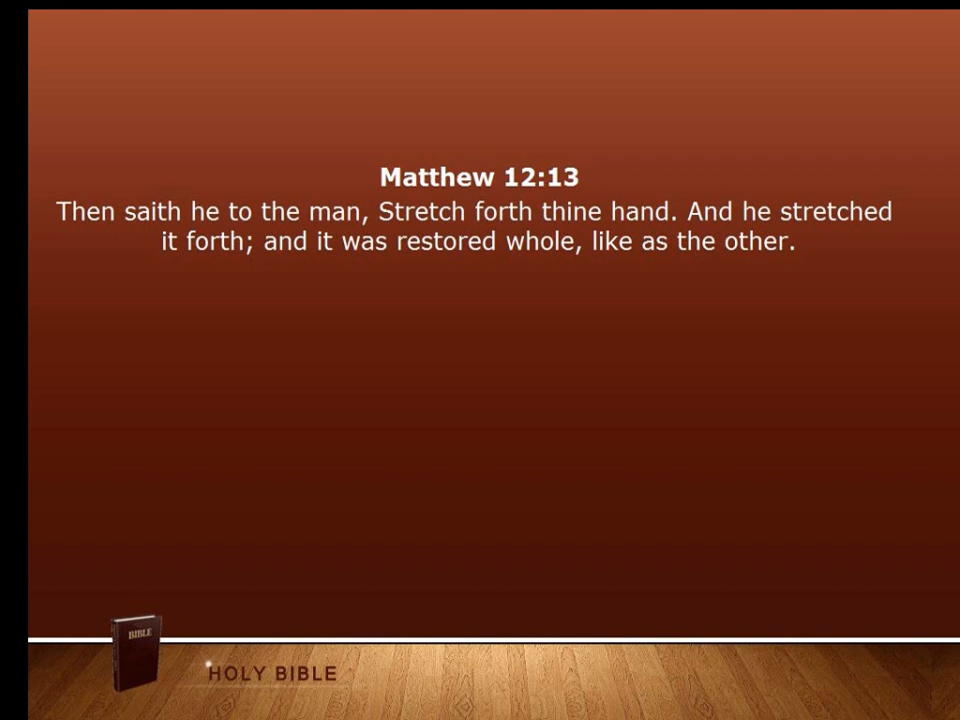 Matthew 12:13
Then saith he to the man, Stretch forth thine hand. And he stretched
it forth; and it was restored whole, like as the other.
BIBLE
HOLY BIBLE